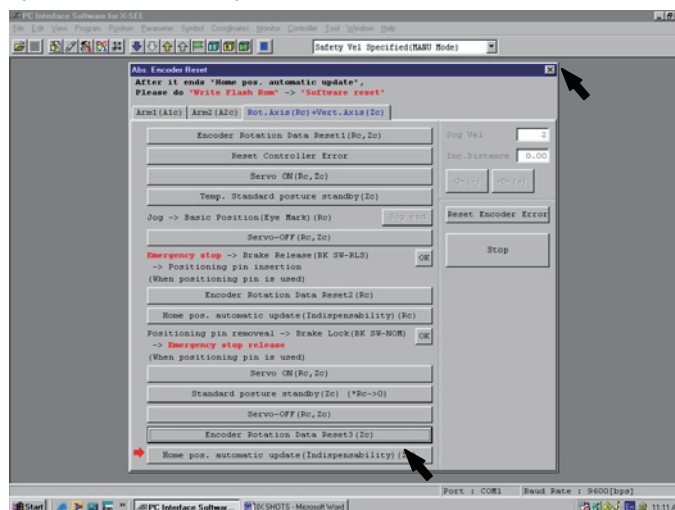 PC Interface Software for X-SEL
File Edit View Program Position Parameter Symbol Coordinates Monitor Controller Tool Window Help
Safety Vel Specified(MANU Mode)
Abs. Encoder Reset
After it ends "Home pos. automatic update",
Please do "Write Flash Rom" -> "Software reset"
Arm1(A1c) Arm2(A2c) Rot.Axis(Rc)+Vert.Axis(Zc)
Encoder Rotation Data Reset1(Rc,Zc)
Reset Controller Error
Servo ON(Rc,Zc)
Temp. Standard posture standby(Zc)
Jog -> Basic Position(Eye Mark)(Rc) Jog end
Servo-OFF(Rc,Zc)
Emergency stop -> Brake Release(BK SW-RLS) OK
-> Positioning pin insertion
(When positioning pin is used)
Encoder Rotation Data Reset2(Rc)
Home pos. automatic update(Indispensability)(Rc)
Positioning pin removeal -> Brake Lock(BK SW-NOM) OK
-> Emergency stop release
(When positioning pin is used)
Servo ON(Rc,Zc)
Standard posture standby(Zc) (*Rc->0)
Servo-OFF(Rc,Zc)
Encoder Rotation Data Reset3(Zc)
Home pos. automatic update(Indispensability)
Jog Vel 2
Inc.Distance 0.00
(-) (+)
Reset Encoder Error
Stop
Port : COM1 Baud Rate : 9600[bps]
Start PC Interface Softwar... IX SHOTS - Microsoft Word 11:11